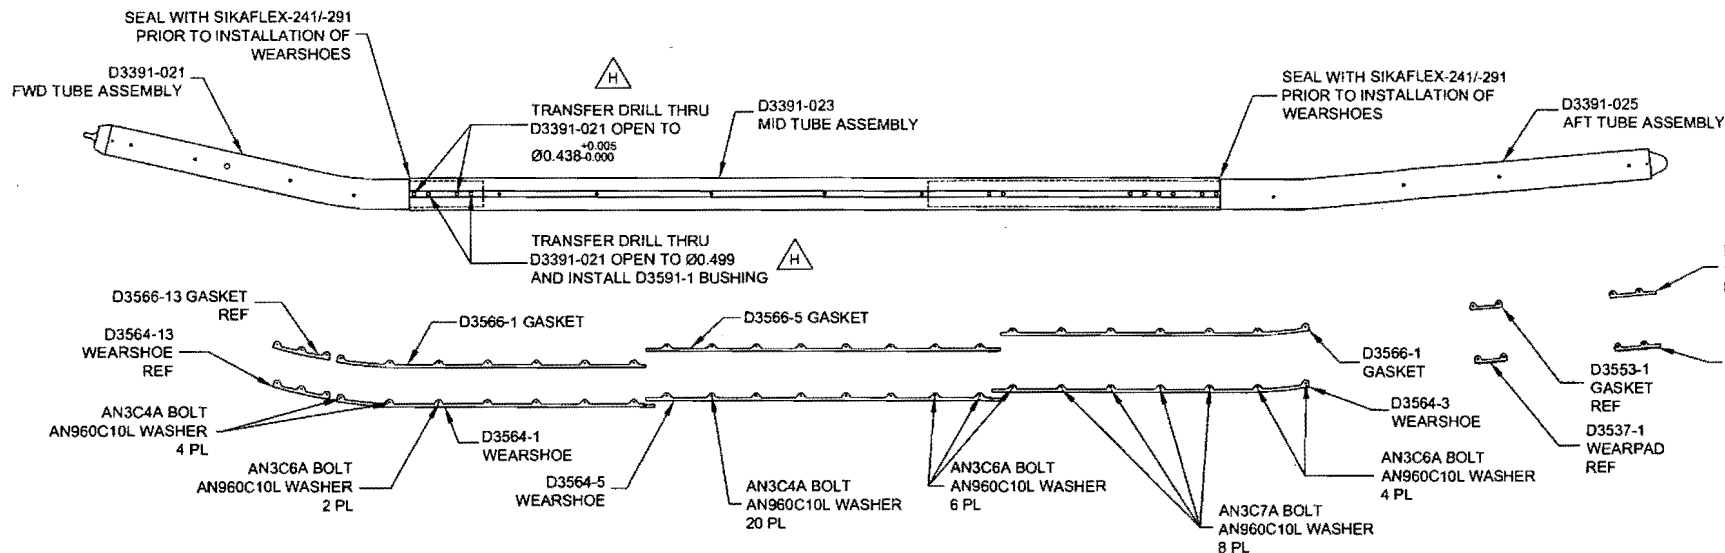 SEAL WITH SIKAFLEX-241/-291
PRIOR TO INSTALLATION OF
WEARSHOES
D3391-021
FWD TUBE ASSEMBLY
H
TRANSFER DRILL THRU
D3391-021 OPEN TO
Ø0.438 +0.005 -0.000
D3391-023
MID TUBE ASSEMBLY
SEAL WITH SIKAFLEX-241/-291
PRIOR TO INSTALLATION OF
WEARSHOES
D3391-025
AFT TUBE ASSEMBLY
TRANSFER DRILL THRU
D3391-021 OPEN TO Ø0.499
AND INSTALL D3591-1 BUSHING
H
D3566-13 GASKET
REF
D3564-13
WEARSHOE
REF
D3566-1 GASKET
D3566-5 GASKET
D3566-1
GASKET
D3553-1
GASKET
REF
D3564-3
WEARSHOE
D3537-1
WEARPAD
REF
AN3C4A BOLT
AN960C10L WASHER
4 PL
D3564-1
WEARSHOE
AN3C6A BOLT
AN960C10L WASHER
2 PL
D3564-5
WEARSHOE
AN3C4A BOLT
AN960C10L WASHER
20 PL
AN3C6A BOLT
AN960C10L WASHER
6 PL
AN3C7A BOLT
AN960C10L WASHER
8 PL
AN3C6A BOLT
AN960C10L WASHER
4 PL